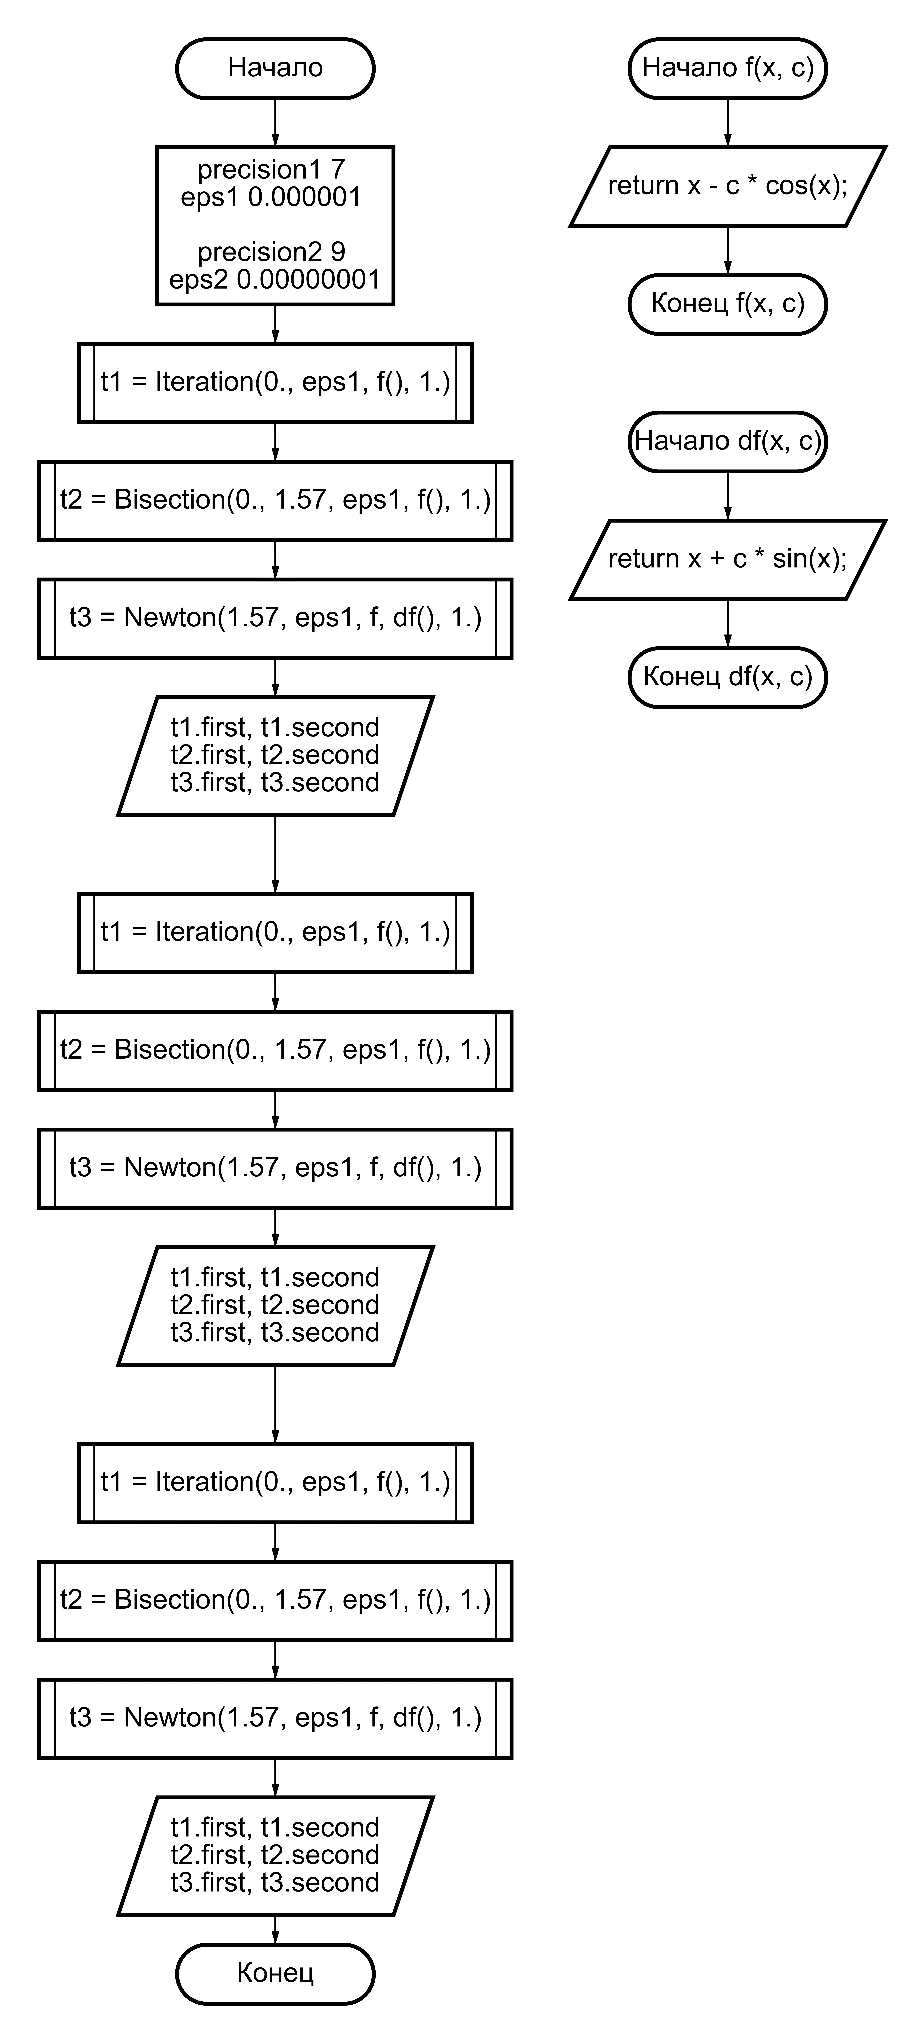 Начало
precision1 7
eps1 0.000001
precision2 9
eps2 0.00000001
t1 = Iteration(0., eps1, f(), 1.)
t2 = Bisection(0., 1.57, eps1, f(), 1.)
t3 = Newton(1.57, eps1, f, df(), 1.)
t1.first, t1.second
t2.first, t2.second
t3.first, t3.second
t1 = Iteration(0., eps1, f(), 1.)
t2 = Bisection(0., 1.57, eps1, f(), 1.)
t3 = Newton(1.57, eps1, f, df(), 1.)
t1.first, t1.second
t2.first, t2.second
t3.first, t3.second
t1 = Iteration(0., eps1, f(), 1.)
t2 = Bisection(0., 1.57, eps1, f(), 1.)
t3 = Newton(1.57, eps1, f, df(), 1.)
t1.first, t1.second
t2.first, t2.second
t3.first, t3.second
Конец
Начало f(x, c)
return x - c * cos(x);
Конец f(x, c)
Начало df(x, c)
return x + c * sin(x);
Конец df(x, c)